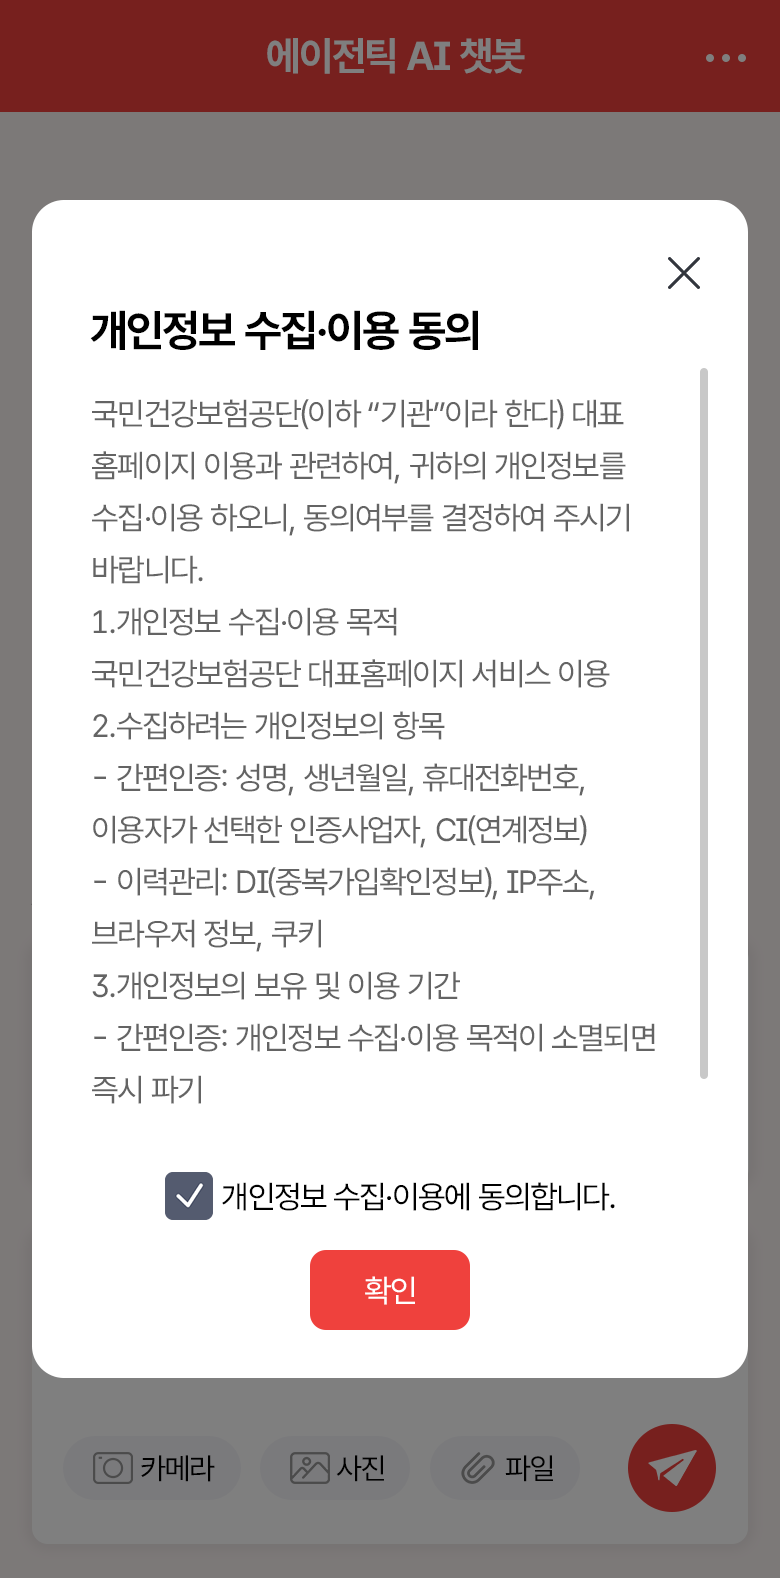 에이전틱 AI 챗봇
개인정보 수집·이용 동의
국민건강보험공단(이하 “기관”이라 한다) 대표
홈페이지 이용과 관련하여, 귀하의 개인정보를
수집·이용 하오니, 동의여부를 결정하여 주시기
바랍니다.
1.개인정보 수집·이용 목적
국민건강보험공단 대표홈페이지 서비스 이용
2.수집하려는 개인정보의 항목
- 간편인증: 성명, 생년월일, 휴대전화번호,
이용자가 선택한 인증사업자, CI(연계정보)
- 이력관리: DI(중복가입확인정보), IP주소,
브라우저 정보, 쿠키
3.개인정보의 보유 및 이용 기간
- 간편인증: 개인정보 수집·이용 목적이 소멸되면
즉시 파기
개인정보 수집·이용에 동의합니다.
확인
카메라 사진 파일